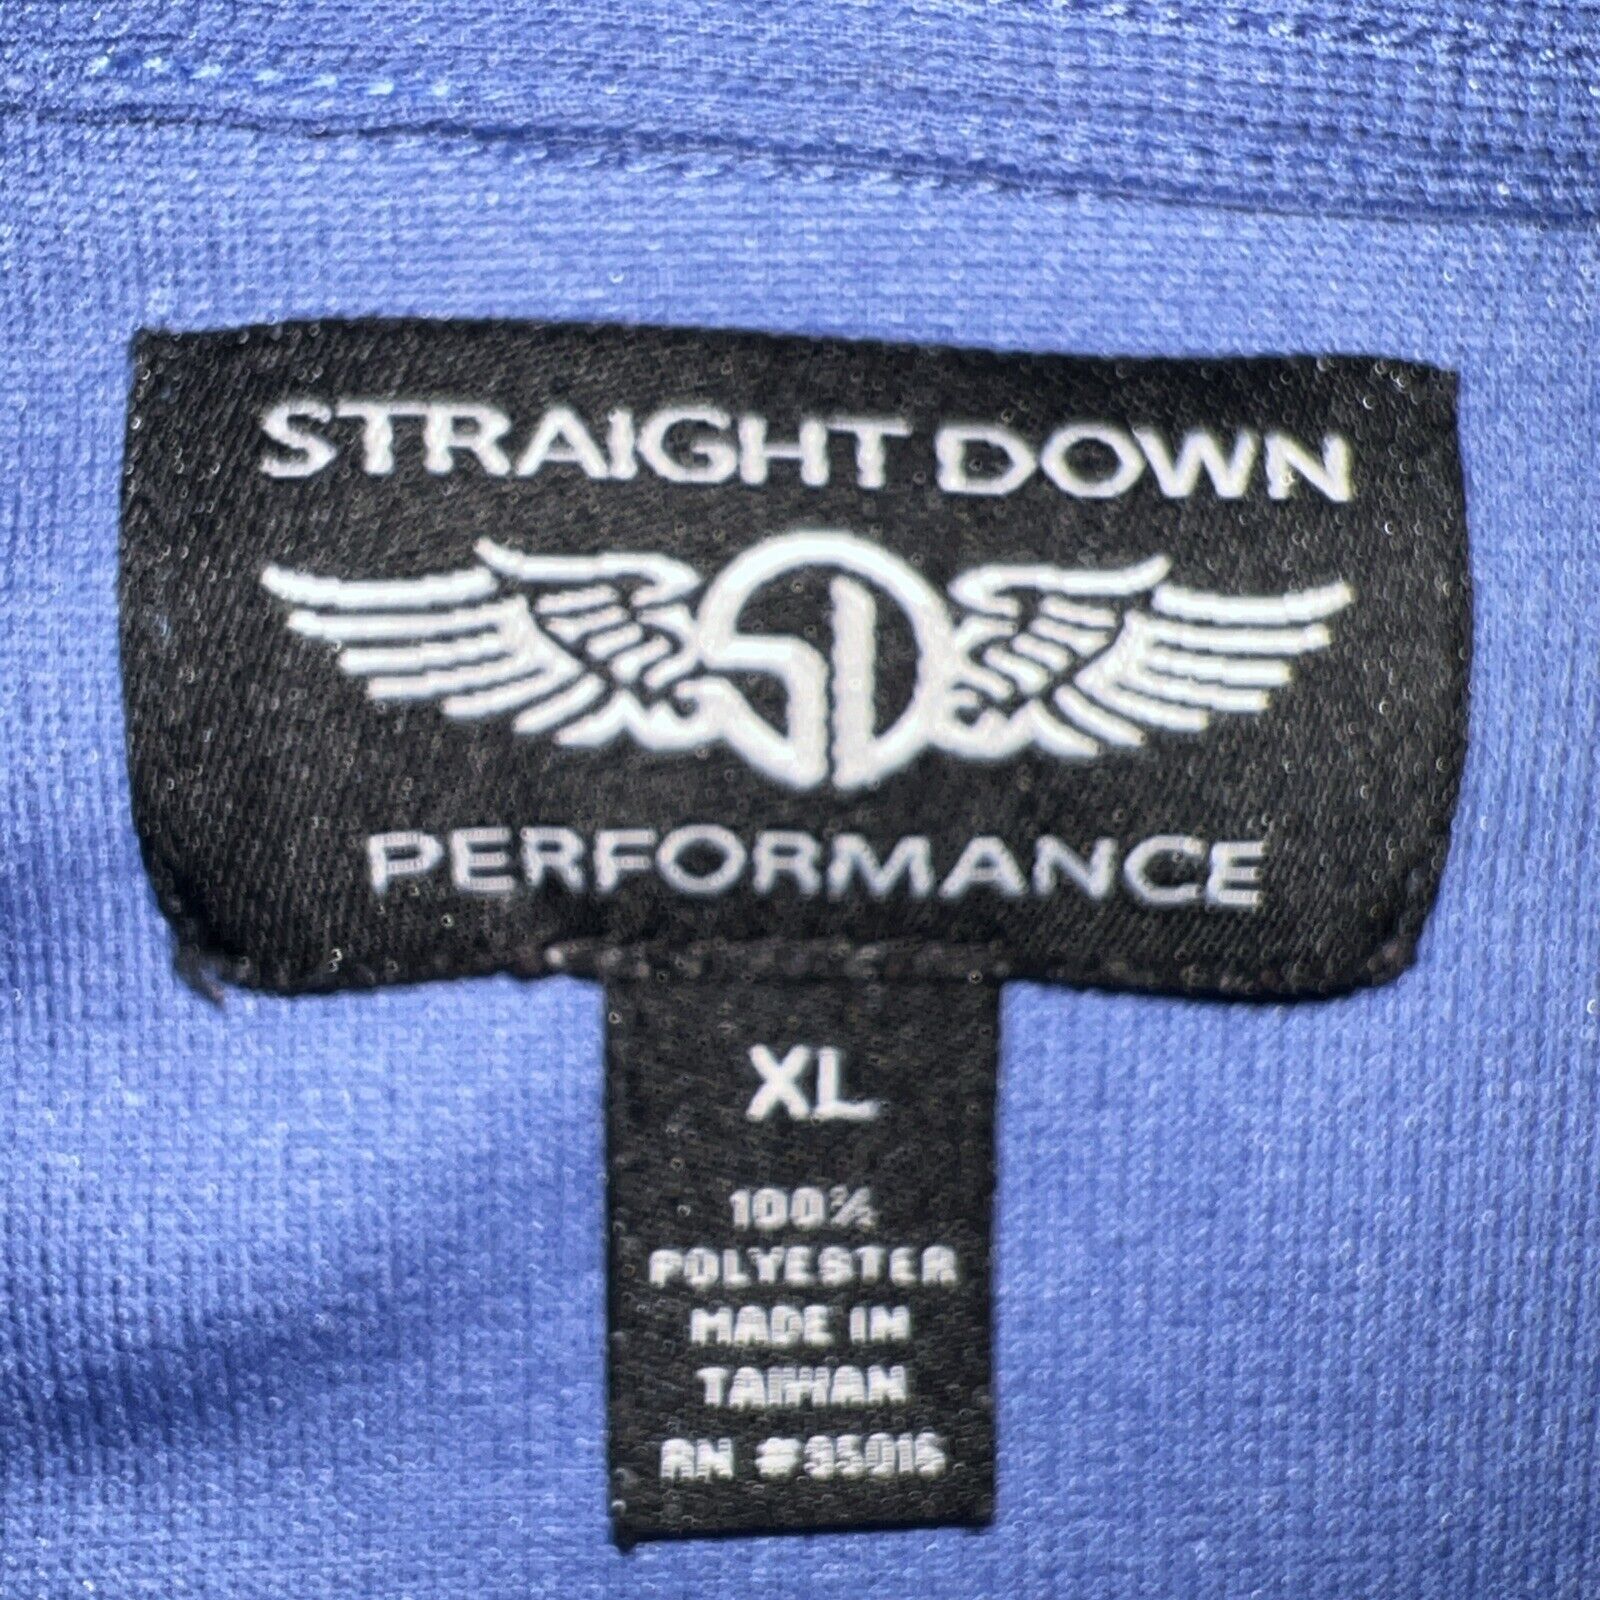 STRAIGHT DOWN
SD
PERFORMANCE
XL
100%
POLYESTER
MADE IN
TAIWAN
RN #95016